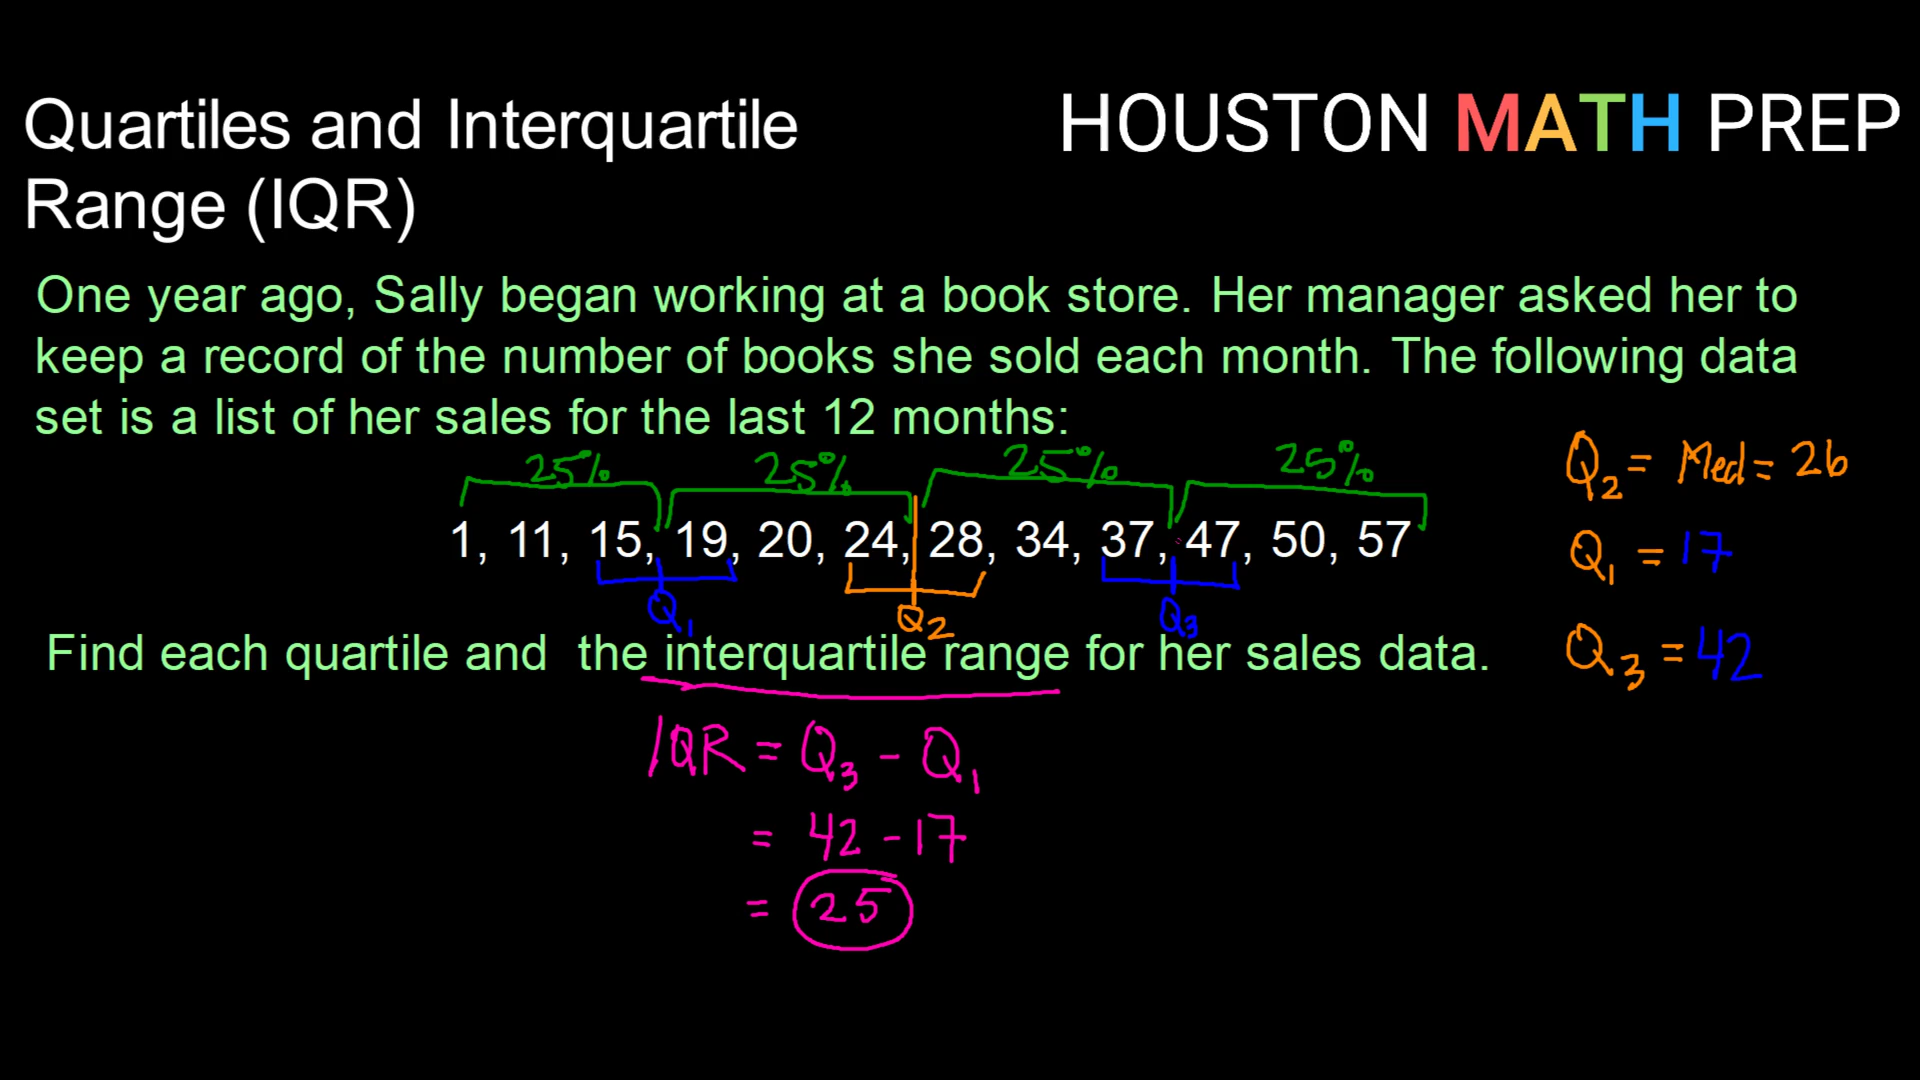 Quartiles and Interquartile
Range (IQR)
HOUSTON MATH PREP
One year ago, Sally began working at a book store. Her manager asked her to
keep a record of the number of books she sold each month. The following data
set is a list of her sales for the last 12 months:
25% 25% 25% 25%
1, 11, 15, 19, 20, 24, 28, 34, 37, 47, 50, 57
Q1 Q2 Q3
Q2 = Med = 26
Q1 = 17
Q3 = 42
Find each quartile and the interquartile range for her sales data.
IQR = Q3 - Q1
= 42 - 17
= 25